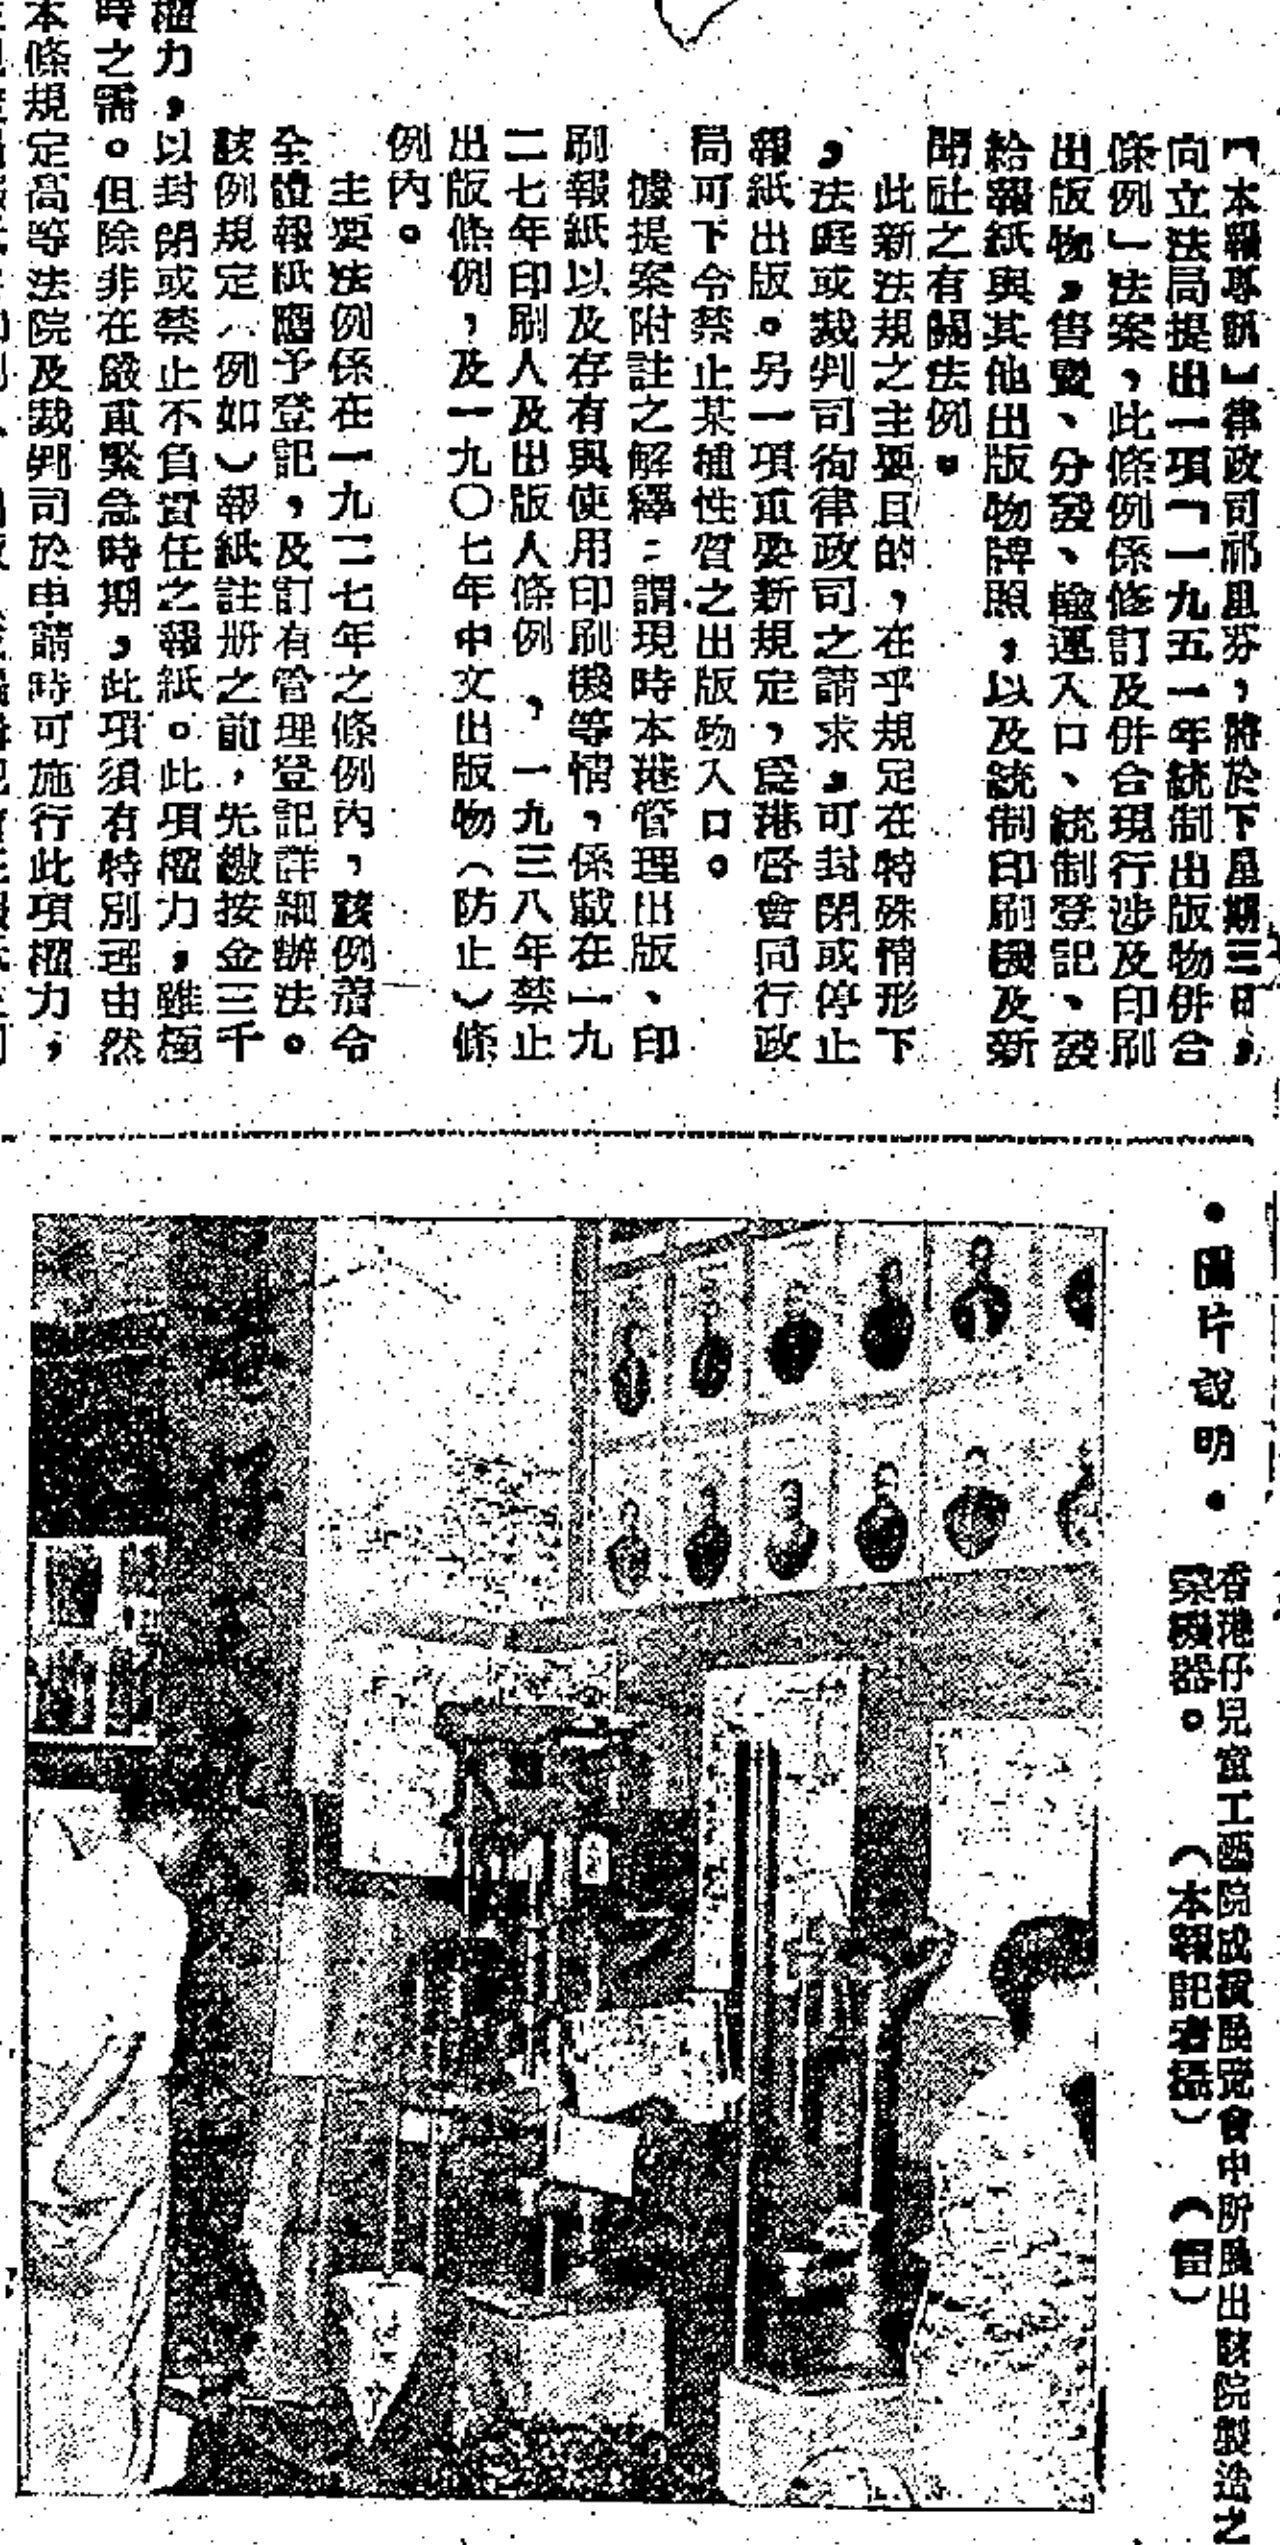 【本報專訊】律政司祁里芬，將於下星期三日，
向立法局提出一項「一九五一年統制出版物併合
條例」法案，此條例係修訂及併合現行涉及印刷
出版物，售賣、分發、輸運入口、統制登記、發
給報紙與其他出版物牌照，以及統制印刷機及新
聞社之有關法例。
此新法規之主要目的，在乎規定在特殊情形下
，法庭或裁判司徇律政司之請求，可封閉或停止
報紙出版。另一項重要新規定，爲港督會同行政
局可下令禁止某種性質之出版物入口。
據提案附註之解釋：謂現時本港管理出版、印
刷報紙以及存有與使用印刷機等情，係載在一九
二七年印刷人及出版人條例，一九三八年禁止
出版條例，及一九〇七年中文出版物（防止）條
例內。
主要法例係在一九二七年之條例內，該例着令
全證報紙應予登記，及訂有管理登記詳細辦法。
該例規定（例如）報紙註册之前，先繳按金三千
權力，以封閉或禁止不負責任之報紙。此項權力，雖極
時之需。但除非在嚴重緊急時期，此項須有特別理由然
本條規定高等法院及裁判司於申請時可施行此項權力，
•圖片說明•
香港仔兒童工藝院成績展覽會中所展出該院製造之
機器。（本報記者攝）（雷）